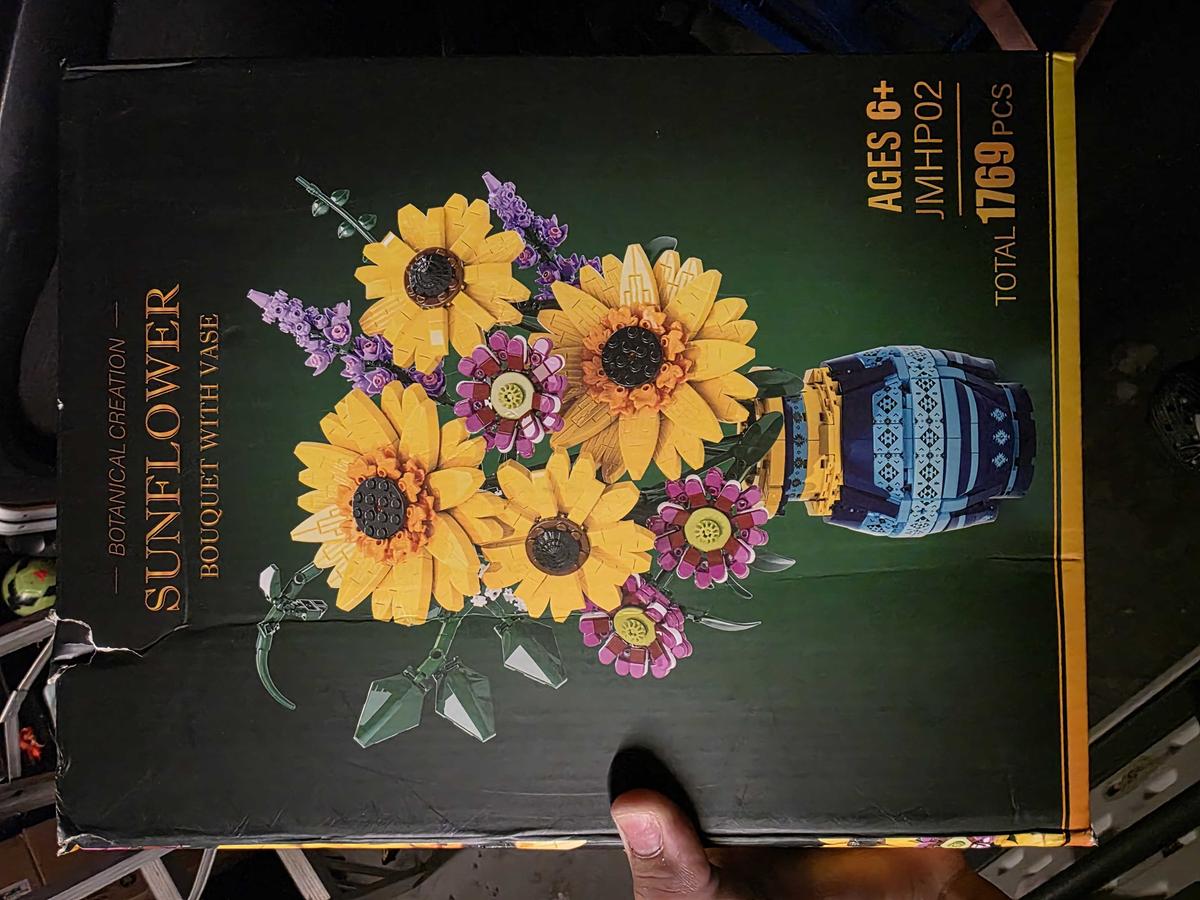 — BOTANICAL CREATION —
SUNFLOWER
BOUQUET WITH VASE
AGES 6+
JMHP02
TOTAL 1769 PCS